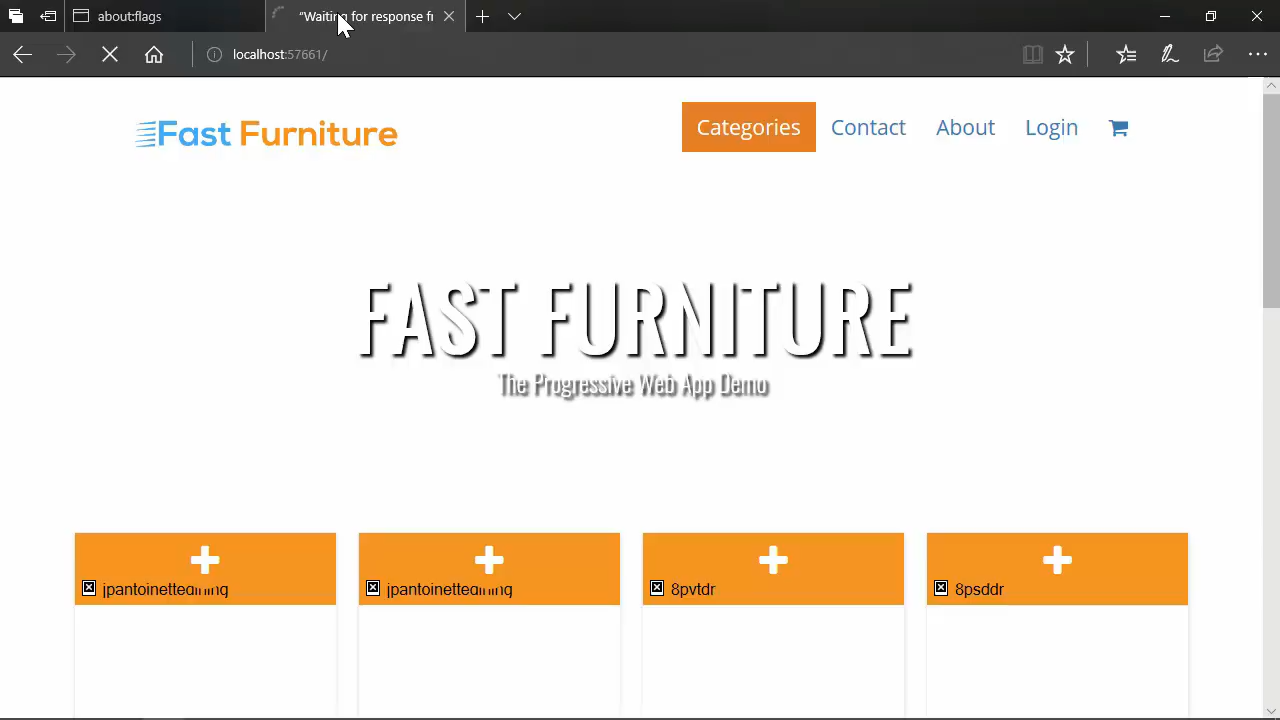 about:flags
"Waiting for response fr
localhost:57661/
Fast Furniture
Categories
Contact
About
Login
FAST FURNITURE
The Progressive Web App Demo
8pvtdr
8psddr